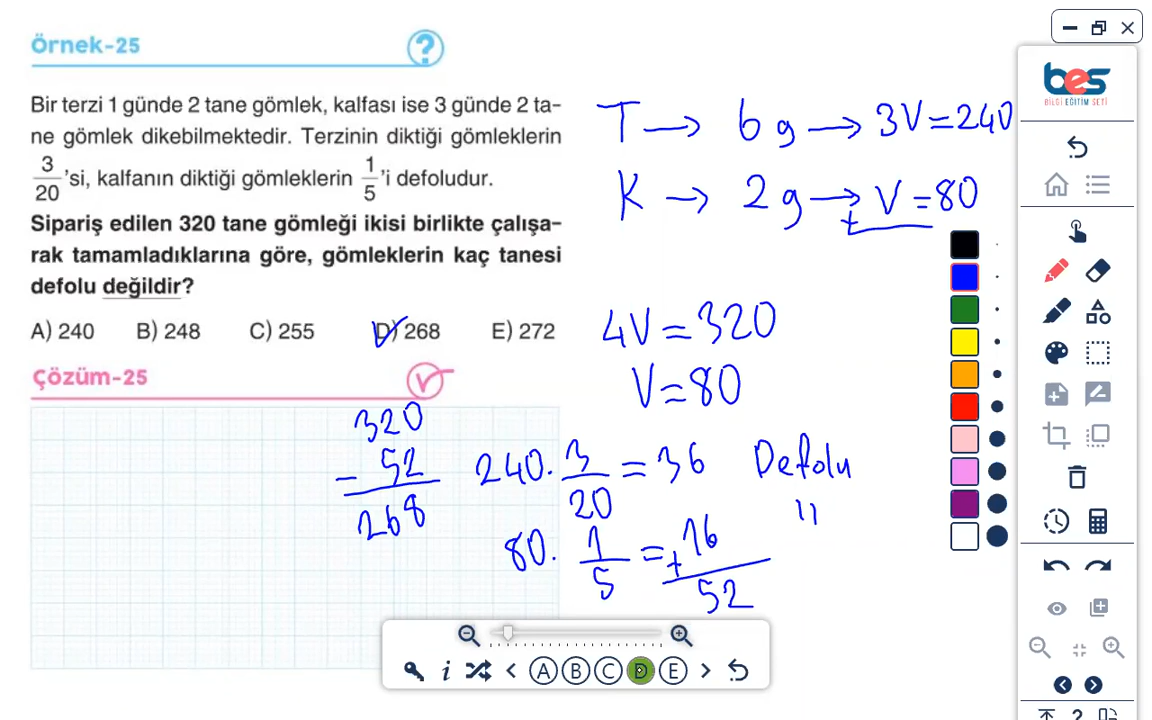 Örnek-25
?
Bir terzi 1 günde 2 tane gömlek, kalfası ise 3 günde 2 ta-
ne gömlek dikebilmektedir. Terzinin diktiği gömleklerin
3/20 'si, kalfanın diktiği gömleklerin 1/5 'i defoludur.
Sipariş edilen 320 tane gömleği ikisi birlikte çalışa-
rak tamamladıklarına göre, gömleklerin kaç tanesi
defolu değildir?
A) 240 B) 248 C) 255 D) 268 E) 272
Çözüm-25
320
- 52
268
T → 6g → 3V = 240
K → 2g → + V = 80
4V = 320
V = 80
240 . 3/20 = 36 Defolu
80 . 1/5 = + 16 "
52
bes
BİLGİ EĞİTİM SETİ
i < A B C D E >
?